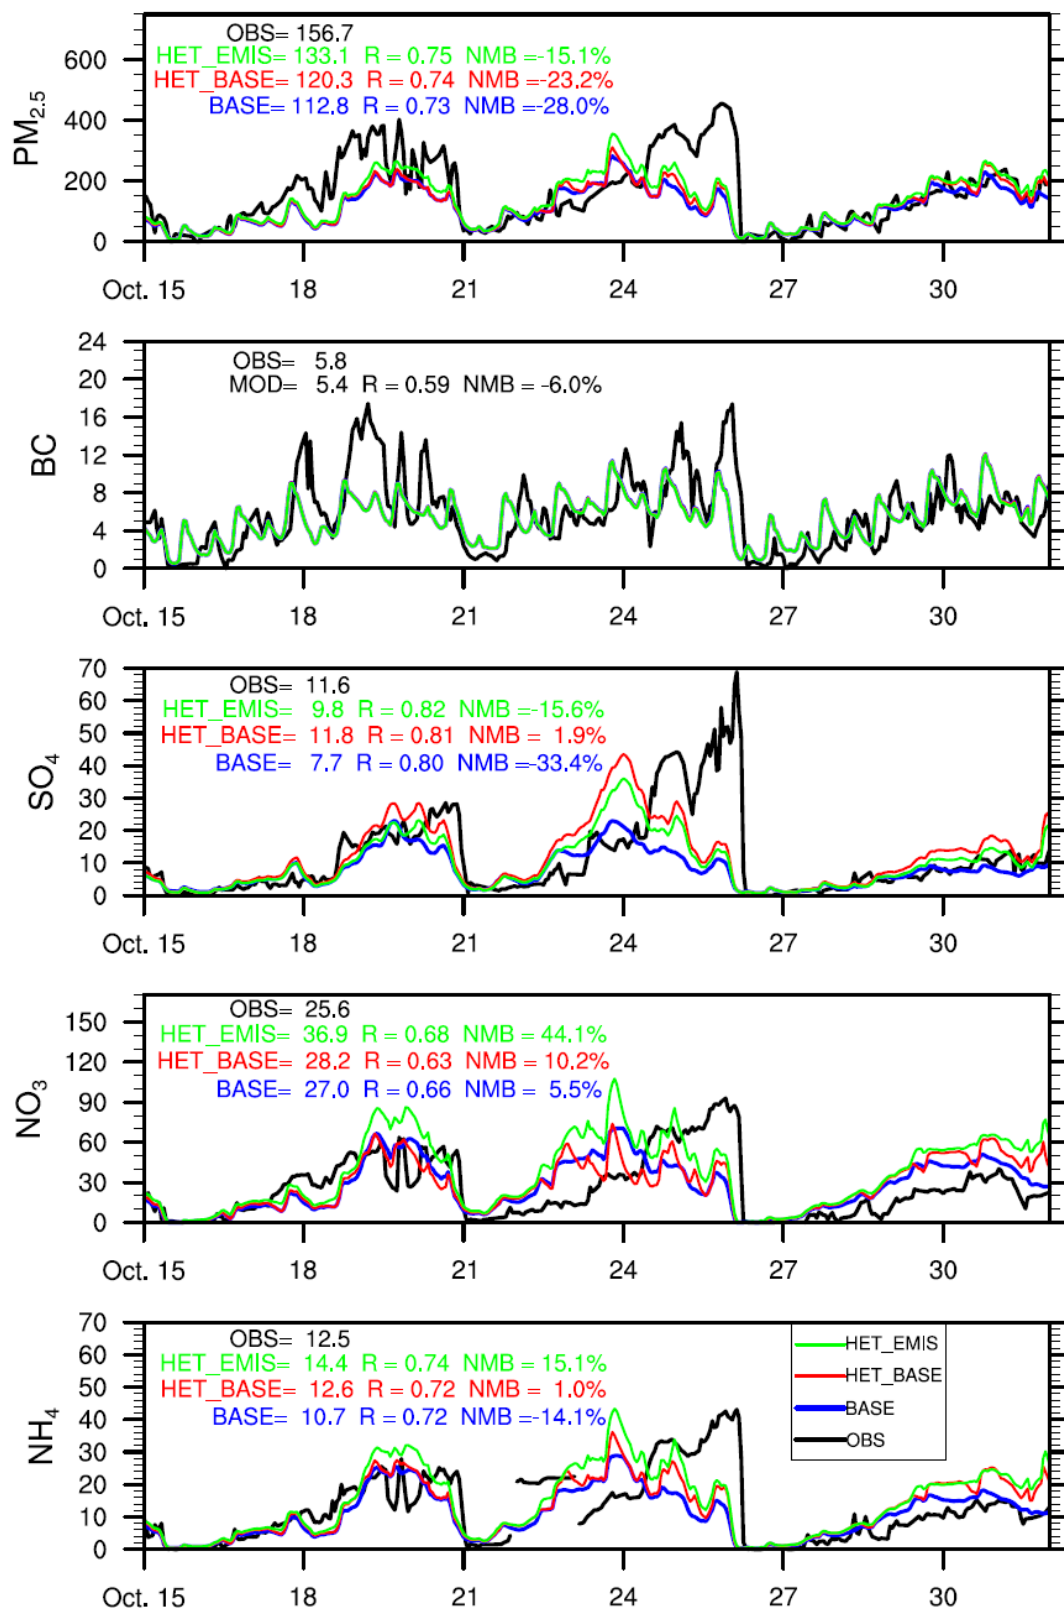 OBS= 156.7
HET_EMIS= 133.1 R = 0.75 NMB =-15.1%
HET_BASE= 120.3 R = 0.74 NMB =-23.2%
BASE= 112.8 R = 0.73 NMB =-28.0%
600
400
200
0
PM2.5
Oct. 15 18 21 24 27 30
OBS= 5.8
MOD= 5.4 R = 0.59 NMB = -6.0%
24
20
16
12
8
4
0
BC
Oct. 15 18 21 24 27 30
OBS= 11.6
HET_EMIS= 9.8 R = 0.82 NMB =-15.6%
HET_BASE= 11.8 R = 0.81 NMB = 1.9%
BASE= 7.7 R = 0.80 NMB =-33.4%
70
60
50
40
30
20
10
0
SO4
Oct. 15 18 21 24 27 30
OBS= 25.6
HET_EMIS= 36.9 R = 0.68 NMB = 44.1%
HET_BASE= 28.2 R = 0.63 NMB = 10.2%
BASE= 27.0 R = 0.66 NMB = 5.5%
150
120
90
60
30
0
NO3
Oct. 15 18 21 24 27 30
OBS= 12.5
HET_EMIS= 14.4 R = 0.74 NMB = 15.1%
HET_BASE= 12.6 R = 0.72 NMB = 1.0%
BASE= 10.7 R = 0.72 NMB =-14.1%
70
60
50
40
30
20
10
0
NH4
HET_EMIS
HET_BASE
BASE
OBS
Oct. 15 18 21 24 27 30